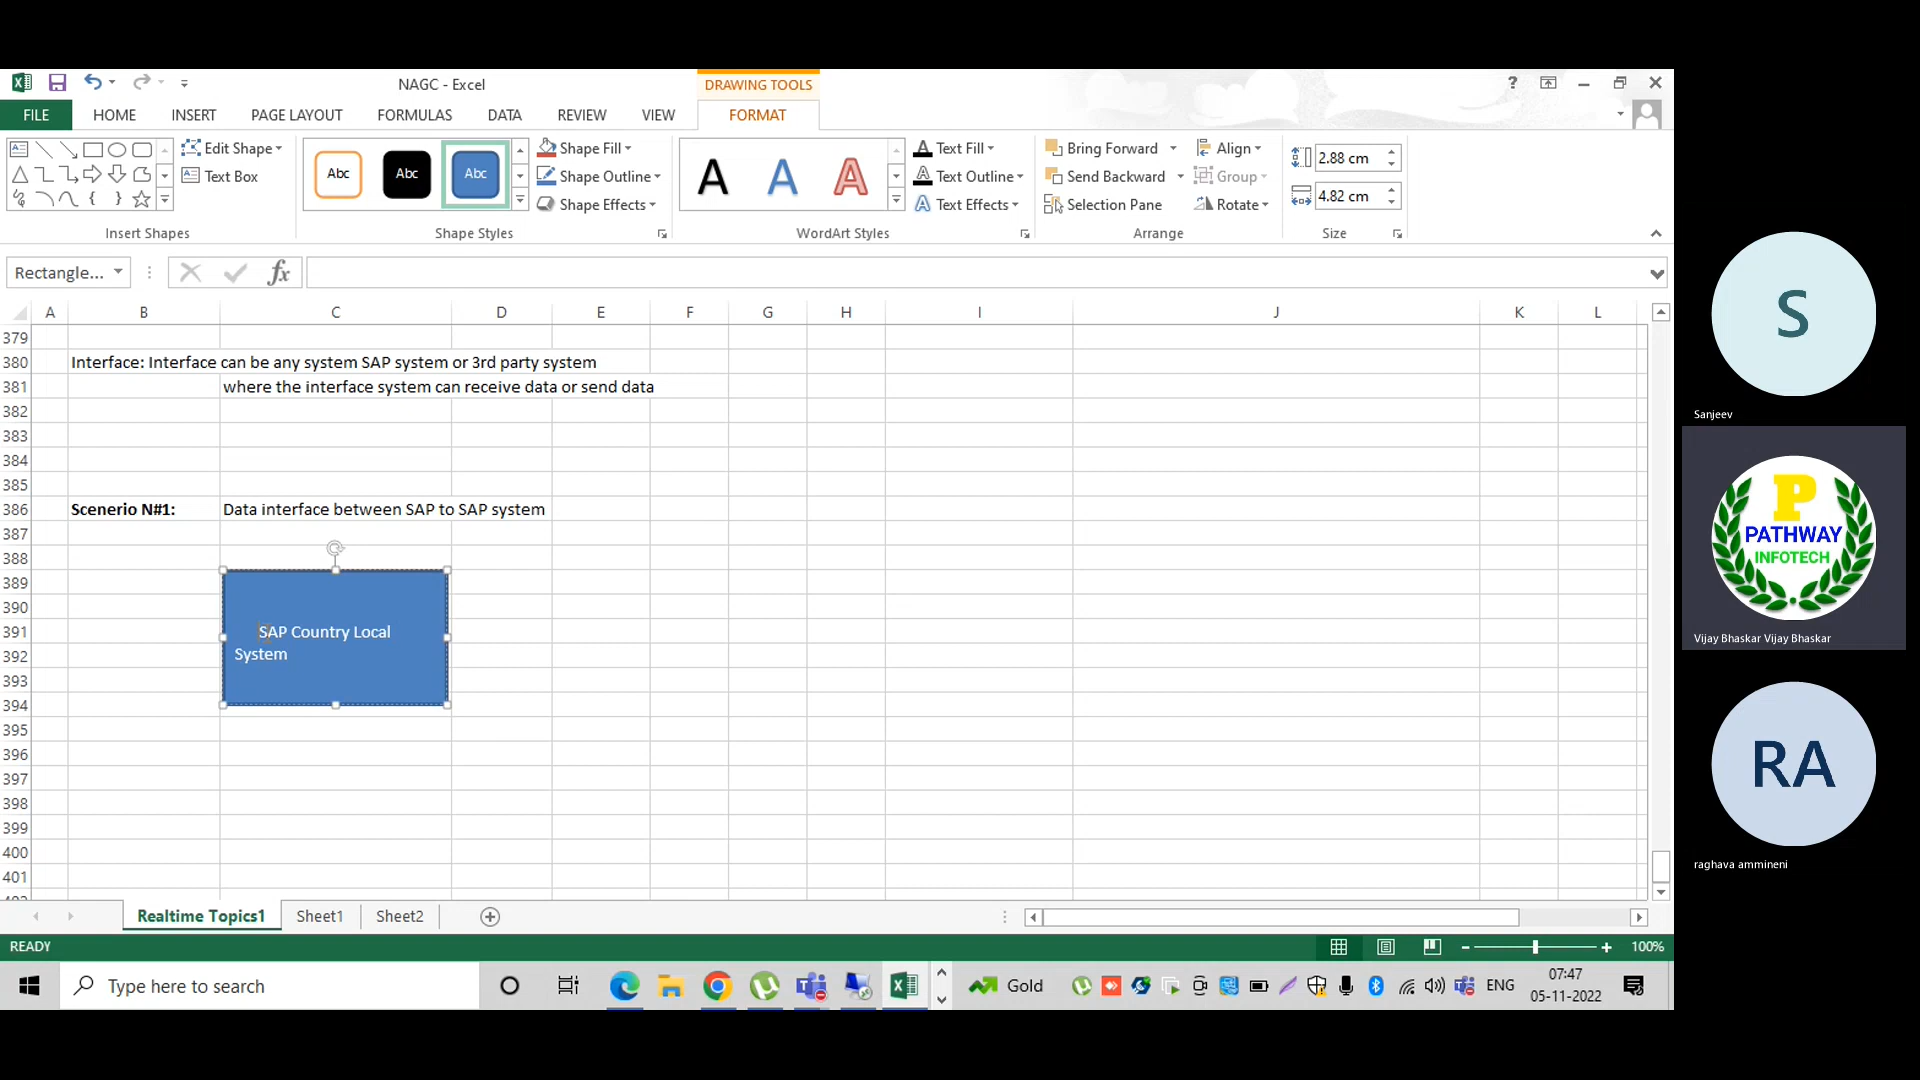 NAGC - Excel
DRAWING TOOLS
?
FILE
HOME
INSERT
PAGE LAYOUT
FORMULAS
DATA
REVIEW
VIEW
FORMAT
Edit Shape
Text Box
Insert Shapes
Abc
Abc
Abc
Shape Fill
Shape Outline
Shape Effects
Shape Styles
A
A
A
Text Fill
Text Outline
Text Effects
WordArt Styles
Bring Forward
Send Backward
Selection Pane
Align
Group
Rotate
Arrange
2.88 cm
4.82 cm
Size
Rectangle...
fx
A B C D E F G H I J K L
379
380 Interface: Interface can be any system SAP system or 3rd party system
381 where the interface system can receive data or send data
382
383
384
385
386 Scenerio N#1: Data interface between SAP to SAP system
387
388
389
390
391 SAP Country Local
392 System
393
394
395
396
397
398
399
400
401
Realtime Topics1
Sheet1
Sheet2
READY
100%
Type here to search
Gold
ENG
07:47
05-11-2022
S
Sanjeev
P
PATHWAY
INFOTECH
Vijay Bhaskar Vijay Bhaskar
RA
raghava ammineni